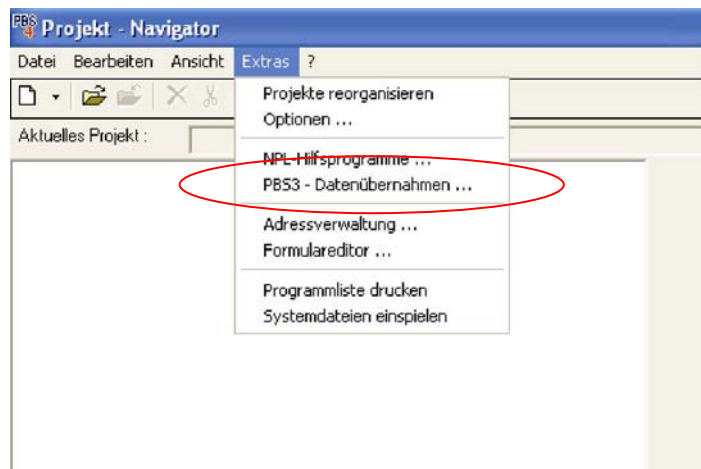 PBS 4 Projekt - Navigator
Datei Bearbeiten Ansicht Extras ?
Aktuelles Projekt :
Projekte reorganisieren
Optionen ...
NPL-Hilfsprogramme ...
PBS3 - Datenübernahmen ...
Adressverwaltung ...
Formulareditor ...
Programmliste drucken
Systemdateien einspielen